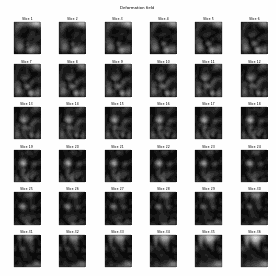 Deformation field
Slice 1 Slice 2 Slice 3 Slice 4 Slice 5 Slice 6
Slice 7 Slice 8 Slice 9 Slice 10 Slice 11 Slice 12
Slice 13 Slice 14 Slice 15 Slice 16 Slice 17 Slice 18
Slice 19 Slice 20 Slice 21 Slice 22 Slice 23 Slice 24
Slice 25 Slice 26 Slice 27 Slice 28 Slice 29 Slice 30
Slice 31 Slice 32 Slice 33 Slice 34 Slice 35 Slice 36